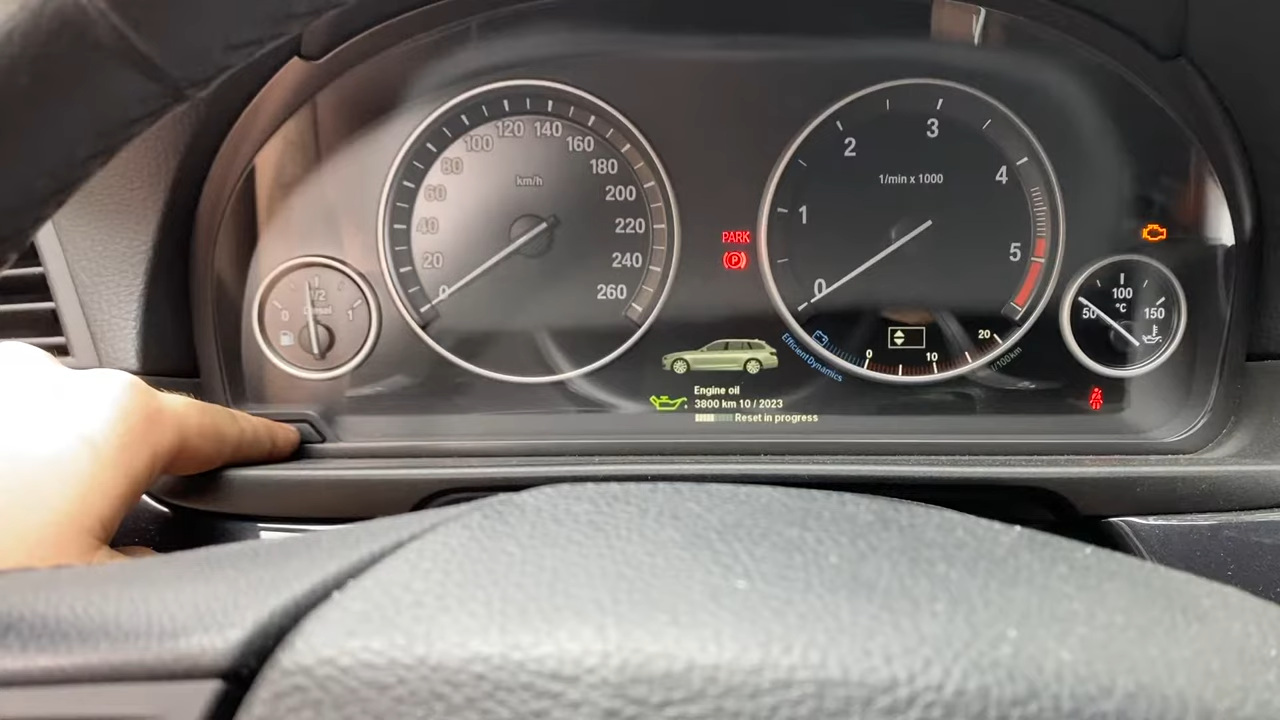 0
20
40
60
80
100
120
140
160
180
200
220
240
260
km/h
0
1/2
1
Diesel
PARK
P
0
1
2
3
4
5
1/min x 1000
EfficientDynamics
0
10
20
l/100km
50
100
150
°C
Engine oil
3800 km 10 / 2023
Reset in progress